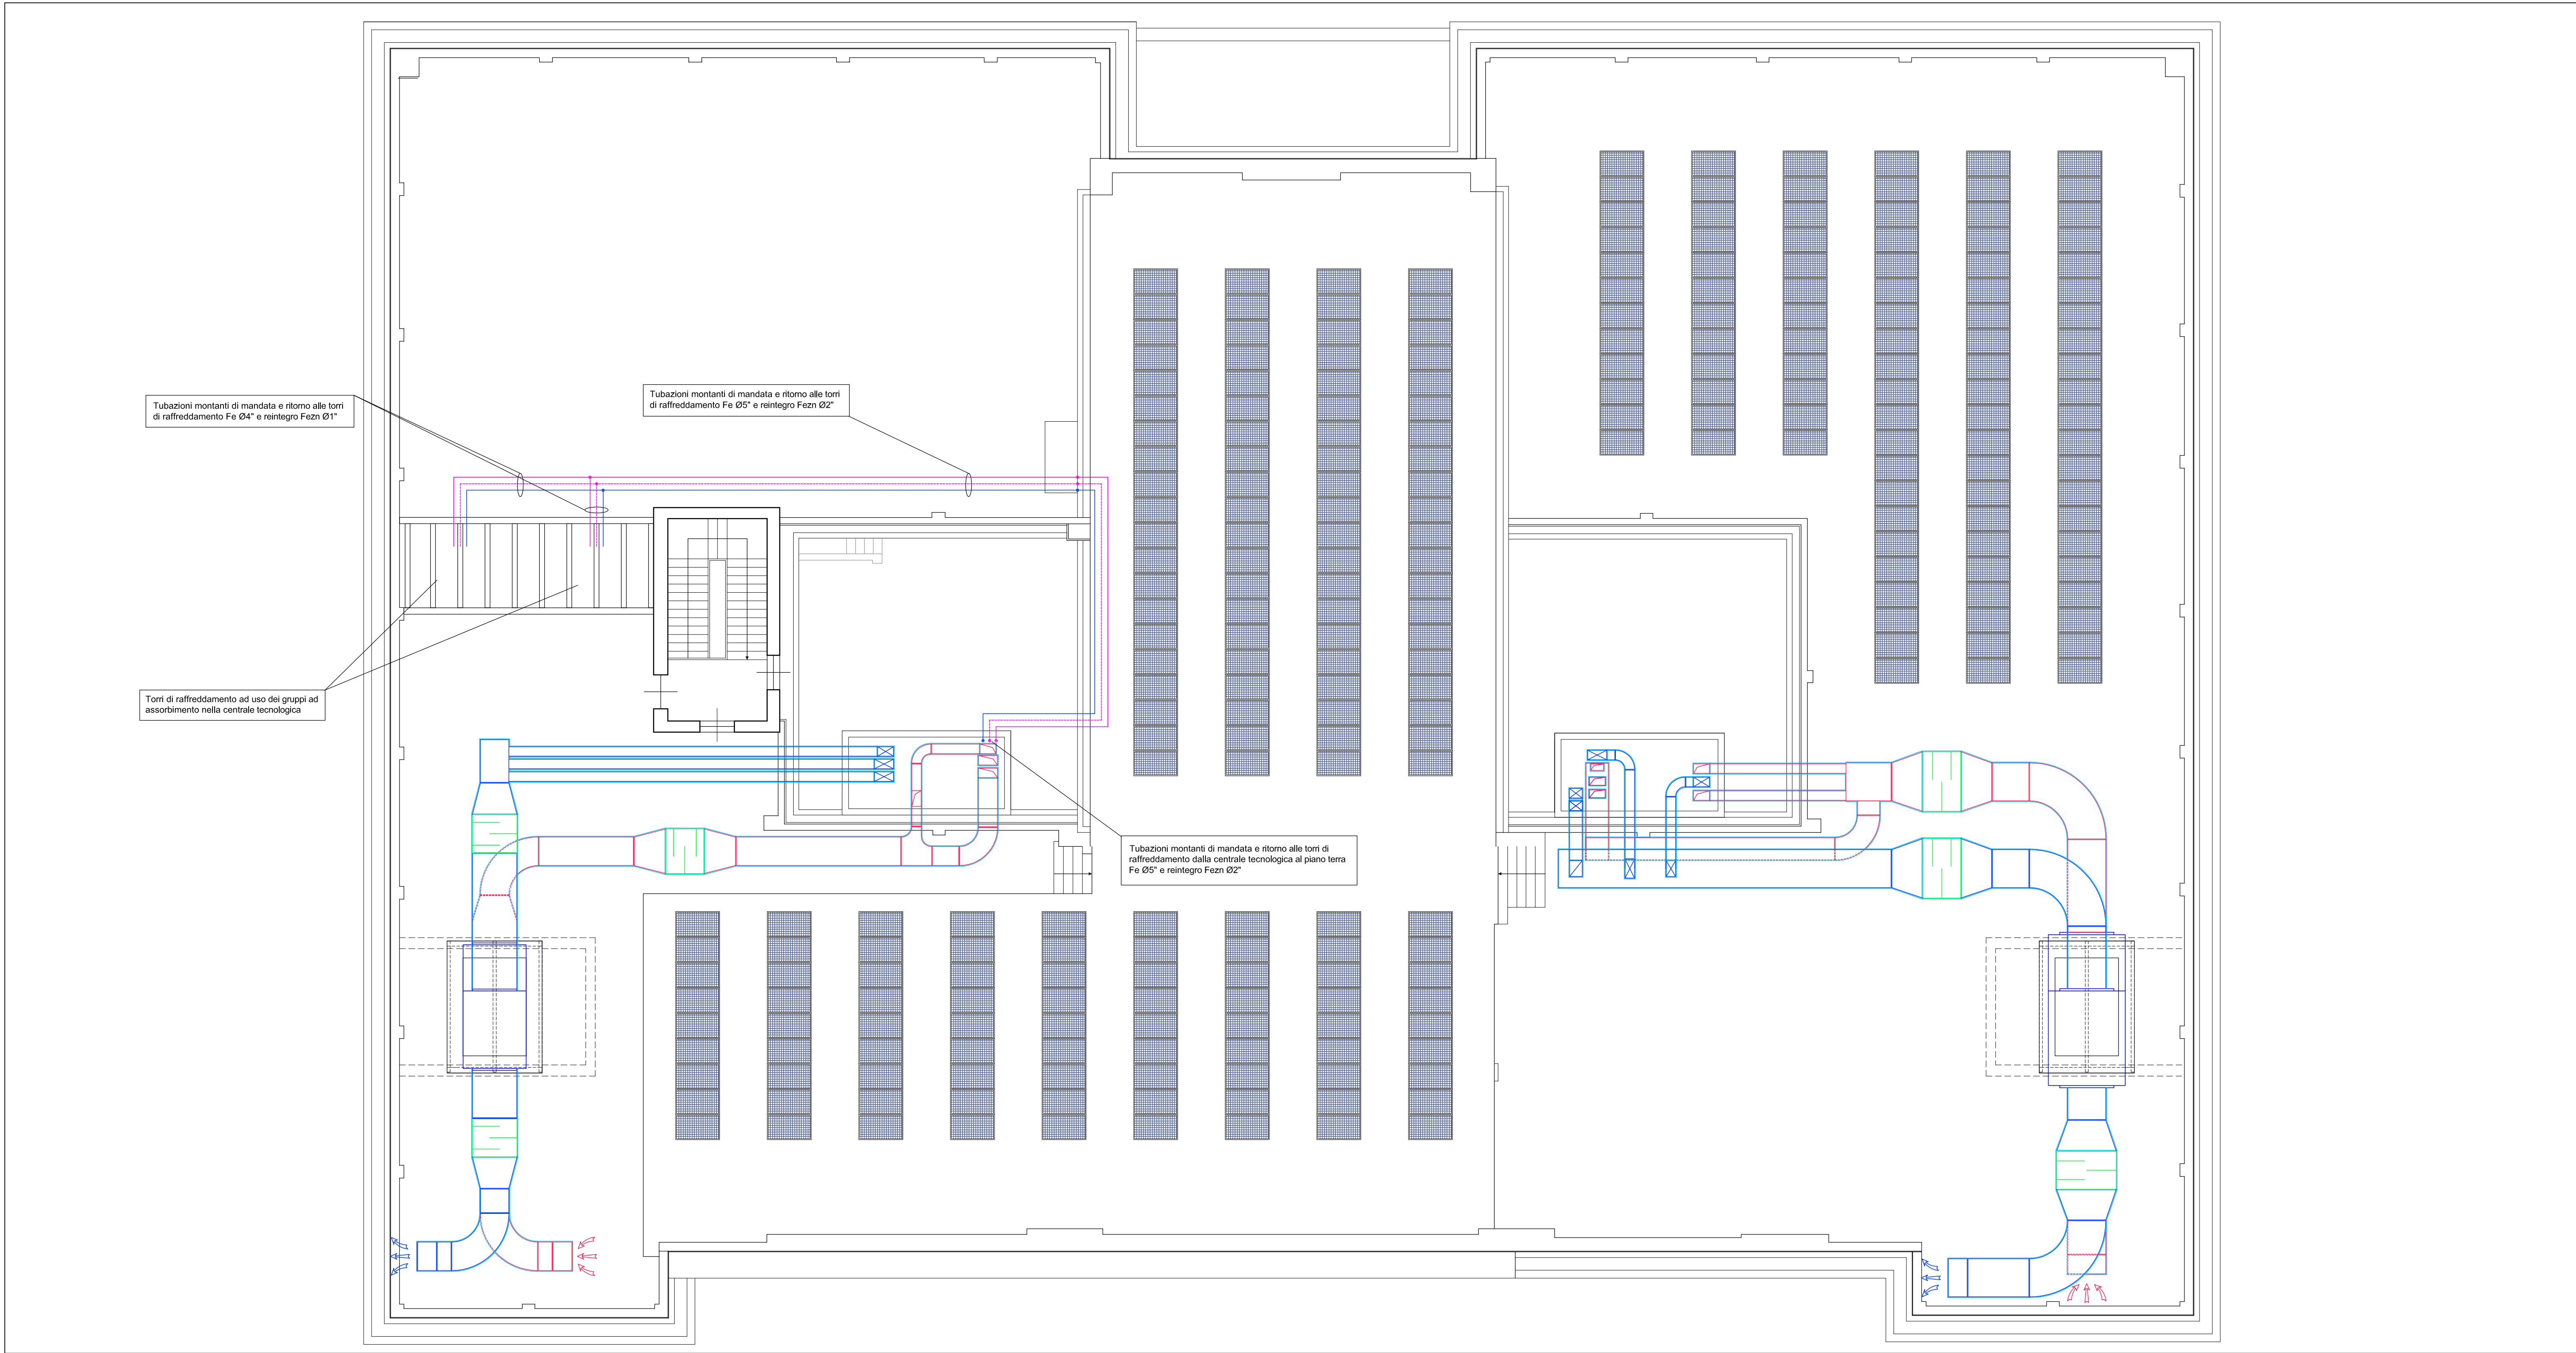 Tubazioni montanti di mandata e ritorno alle torri
di raffreddamento Fe Ø4" e reintegro Fezn Ø1"
Tubazioni montanti di mandata e ritorno alle torri
di raffreddamento Fe Ø5" e reintegro Fezn Ø2"
Torri di raffreddamento ad uso dei gruppi ad
assorbimento nella centrale tecnologica
Tubazioni montanti di mandata e ritorno alle torri di
raffreddamento dalla centrale tecnologica al piano terra
Fe Ø5" e reintegro Fezn Ø2"